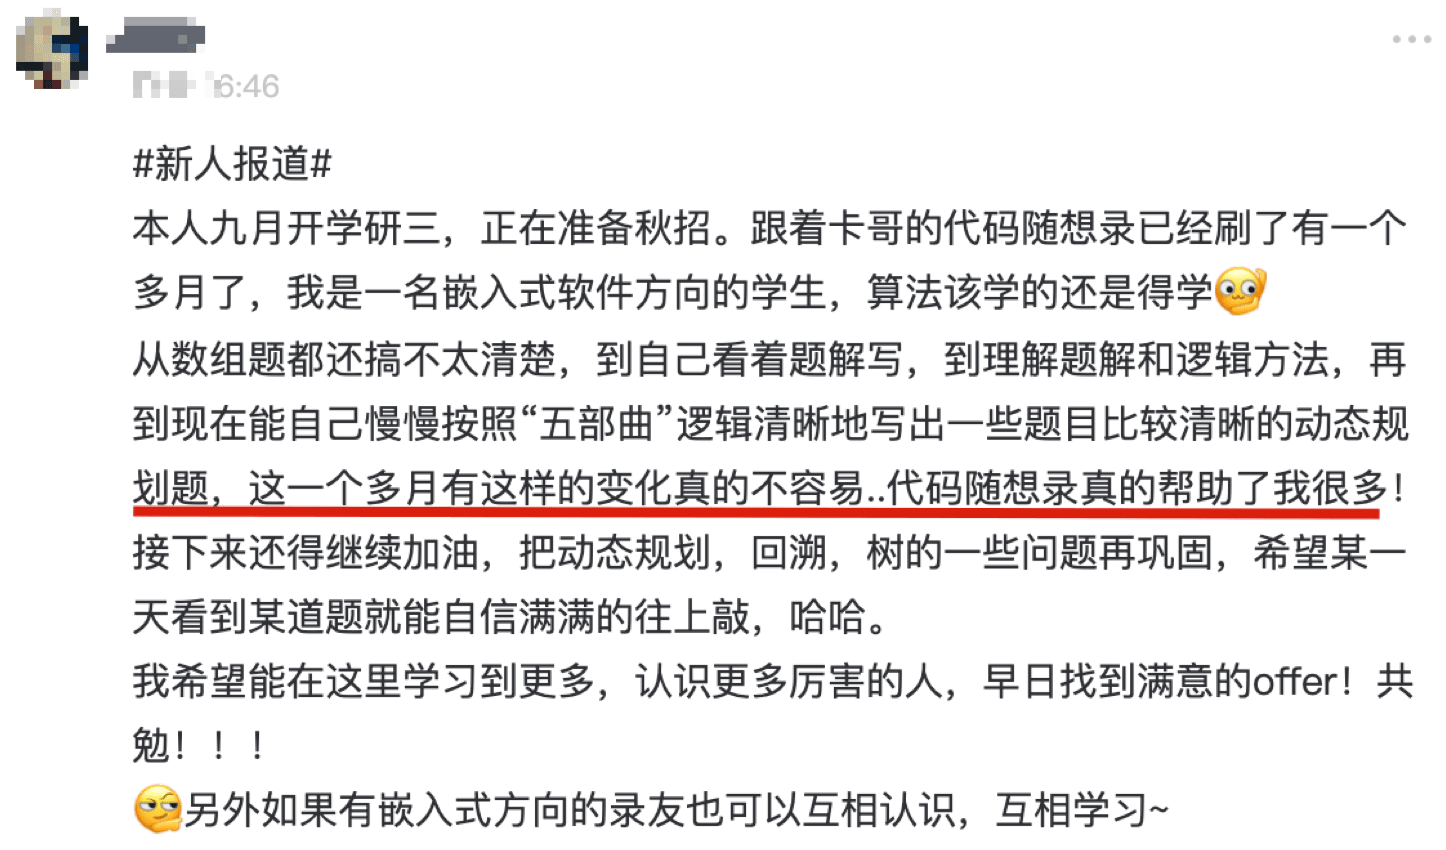 6:46
#新人报道#
本人九月开学研三，正在准备秋招。跟着卡哥的代码随想录已经刷了有一个
多月了，我是一名嵌入式软件方向的学生，算法该学的还是得学
从数组题都还搞不太清楚，到自己看着题解写，到理解题解和逻辑方法，再
到现在能自己慢慢按照“五部曲”逻辑清晰地写出一些题目比较清晰的动态规
划题，这一个多月有这样的变化真的不容易..代码随想录真的帮助了我很多！
接下来还得继续加油，把动态规划，回溯，树的一些问题再巩固，希望某一
天看到某道题就能自信满满的往上敲，哈哈。
我希望能在这里学习到更多，认识更多厉害的人，早日找到满意的offer！共
勉！！！
另外如果有嵌入式方向的录友也可以互相认识，互相学习~